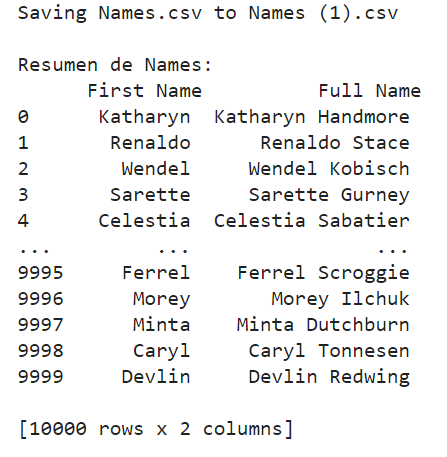 Saving Names.csv to Names (1).csv
Resumen de Names:
First Name Full Name
0 Katharyn Katharyn Handmore
1 Renaldo Renaldo Stace
2 Wendel Wendel Kobisch
3 Sarette Sarette Gurney
4 Celestia Celestia Sabatier
... ... ...
9995 Ferrel Ferrel Scroggie
9996 Morey Morey Ilchuk
9997 Minta Minta Dutchburn
9998 Caryl Caryl Tonnesen
9999 Devlin Devlin Redwing
[10000 rows x 2 columns]